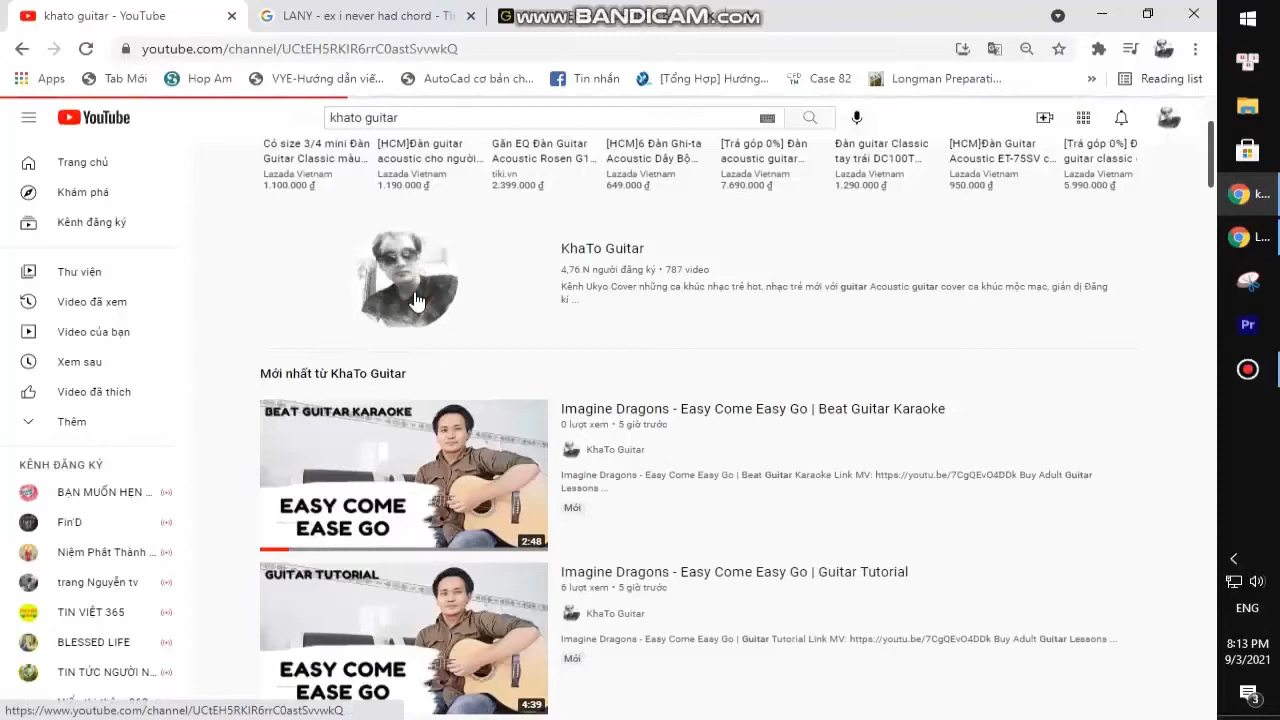 khato guitar - YouTube
LANY - ex i never had chord - T
www.BANDICAM.com
youtube.com/channel/UCtEH5RKIR6rrC0astSvvwkQ
Apps
Tab Mới
Hop Am
VYE-Hướng dẫn viê...
AutoCad cơ bản ch...
Tin nhắn
[Tổng Hợp] Hướng...
Case 82
Longman Preparati...
»
Reading list
YouTube
khato guitar
Trang chủ
Khám phá
Kênh đăng ký
Thư viện
Video đã xem
Video của bạn
Xem sau
Video đã thích
Thêm
KÊNH ĐĂNG KÝ
BẠN MUỐN HẸN ...
Fin'D
Niệm Phật Thành ...
trang Nguyễn tv
TIN VIỆT 365
BLESSED LIFE
TIN TỨC NGƯỜI N...
Có size 3/4 mini Đàn
Guitar Classic màu...
Lazada Vietnam
1.100.000 ₫
[HCM]Đàn guitar
acoustic cho người...
Lazada Vietnam
1.190.000 ₫
Gắn EQ Đàn Guitar
Acoustic Rosen G1...
tiki.vn
2.399.000 ₫
[HCM]6 Đàn Ghi-ta
Acoustic Dây Bộ...
Lazada Vietnam
649.000 ₫
[Trả góp 0%] Đàn
acoustic guitar...
Lazada Vietnam
7.690.000 ₫
Đàn guitar Classic
tay trái DC100T...
Lazada Vietnam
1.290.000 ₫
[HCM]Đàn Guitar
Acoustic ET-75SV c...
Lazada Vietnam
950.000 ₫
[Trả góp 0%] Đàn
guitar classic
Lazada Vietnam
5.990.000 ₫
KhaTo Guitar
4,76 N người đăng ký • 787 video
Kênh Ukyo Cover những ca khúc nhạc trẻ hot, nhạc trẻ mới với guitar Acoustic guitar cover ca khúc mộc mạc, giản dị Đăng
kí ...
Mới nhất từ KhaTo Guitar
BEAT GUITAR KARAOKE
EASY COME
EASE GO
2:48
Imagine Dragons - Easy Come Easy Go | Beat Guitar Karaoke
0 lượt xem • 5 giờ trước
KhaTo Guitar
Imagine Dragons - Easy Come Easy Go | Beat Guitar Karaoke Link MV: https://youtu.be/7CgQEvO4DDk Buy Adult Guitar
Lessons ...
Mới
GUITAR TUTORIAL
EASY COME
EASE GO
4:39
Imagine Dragons - Easy Come Easy Go | Guitar Tutorial
6 lượt xem • 5 giờ trước
KhaTo Guitar
Imagine Dragons - Easy Come Easy Go | Guitar Tutorial Link MV: https://youtu.be/7CgQEvO4DDk Buy Adult Guitar Lessons ...
Mới
https://www.youtube.com/channel/UCtEH5RKIR6rrC0astSvvwkQ
k...
L...
Pr
ENG
8:13 PM
9/3/2021
3